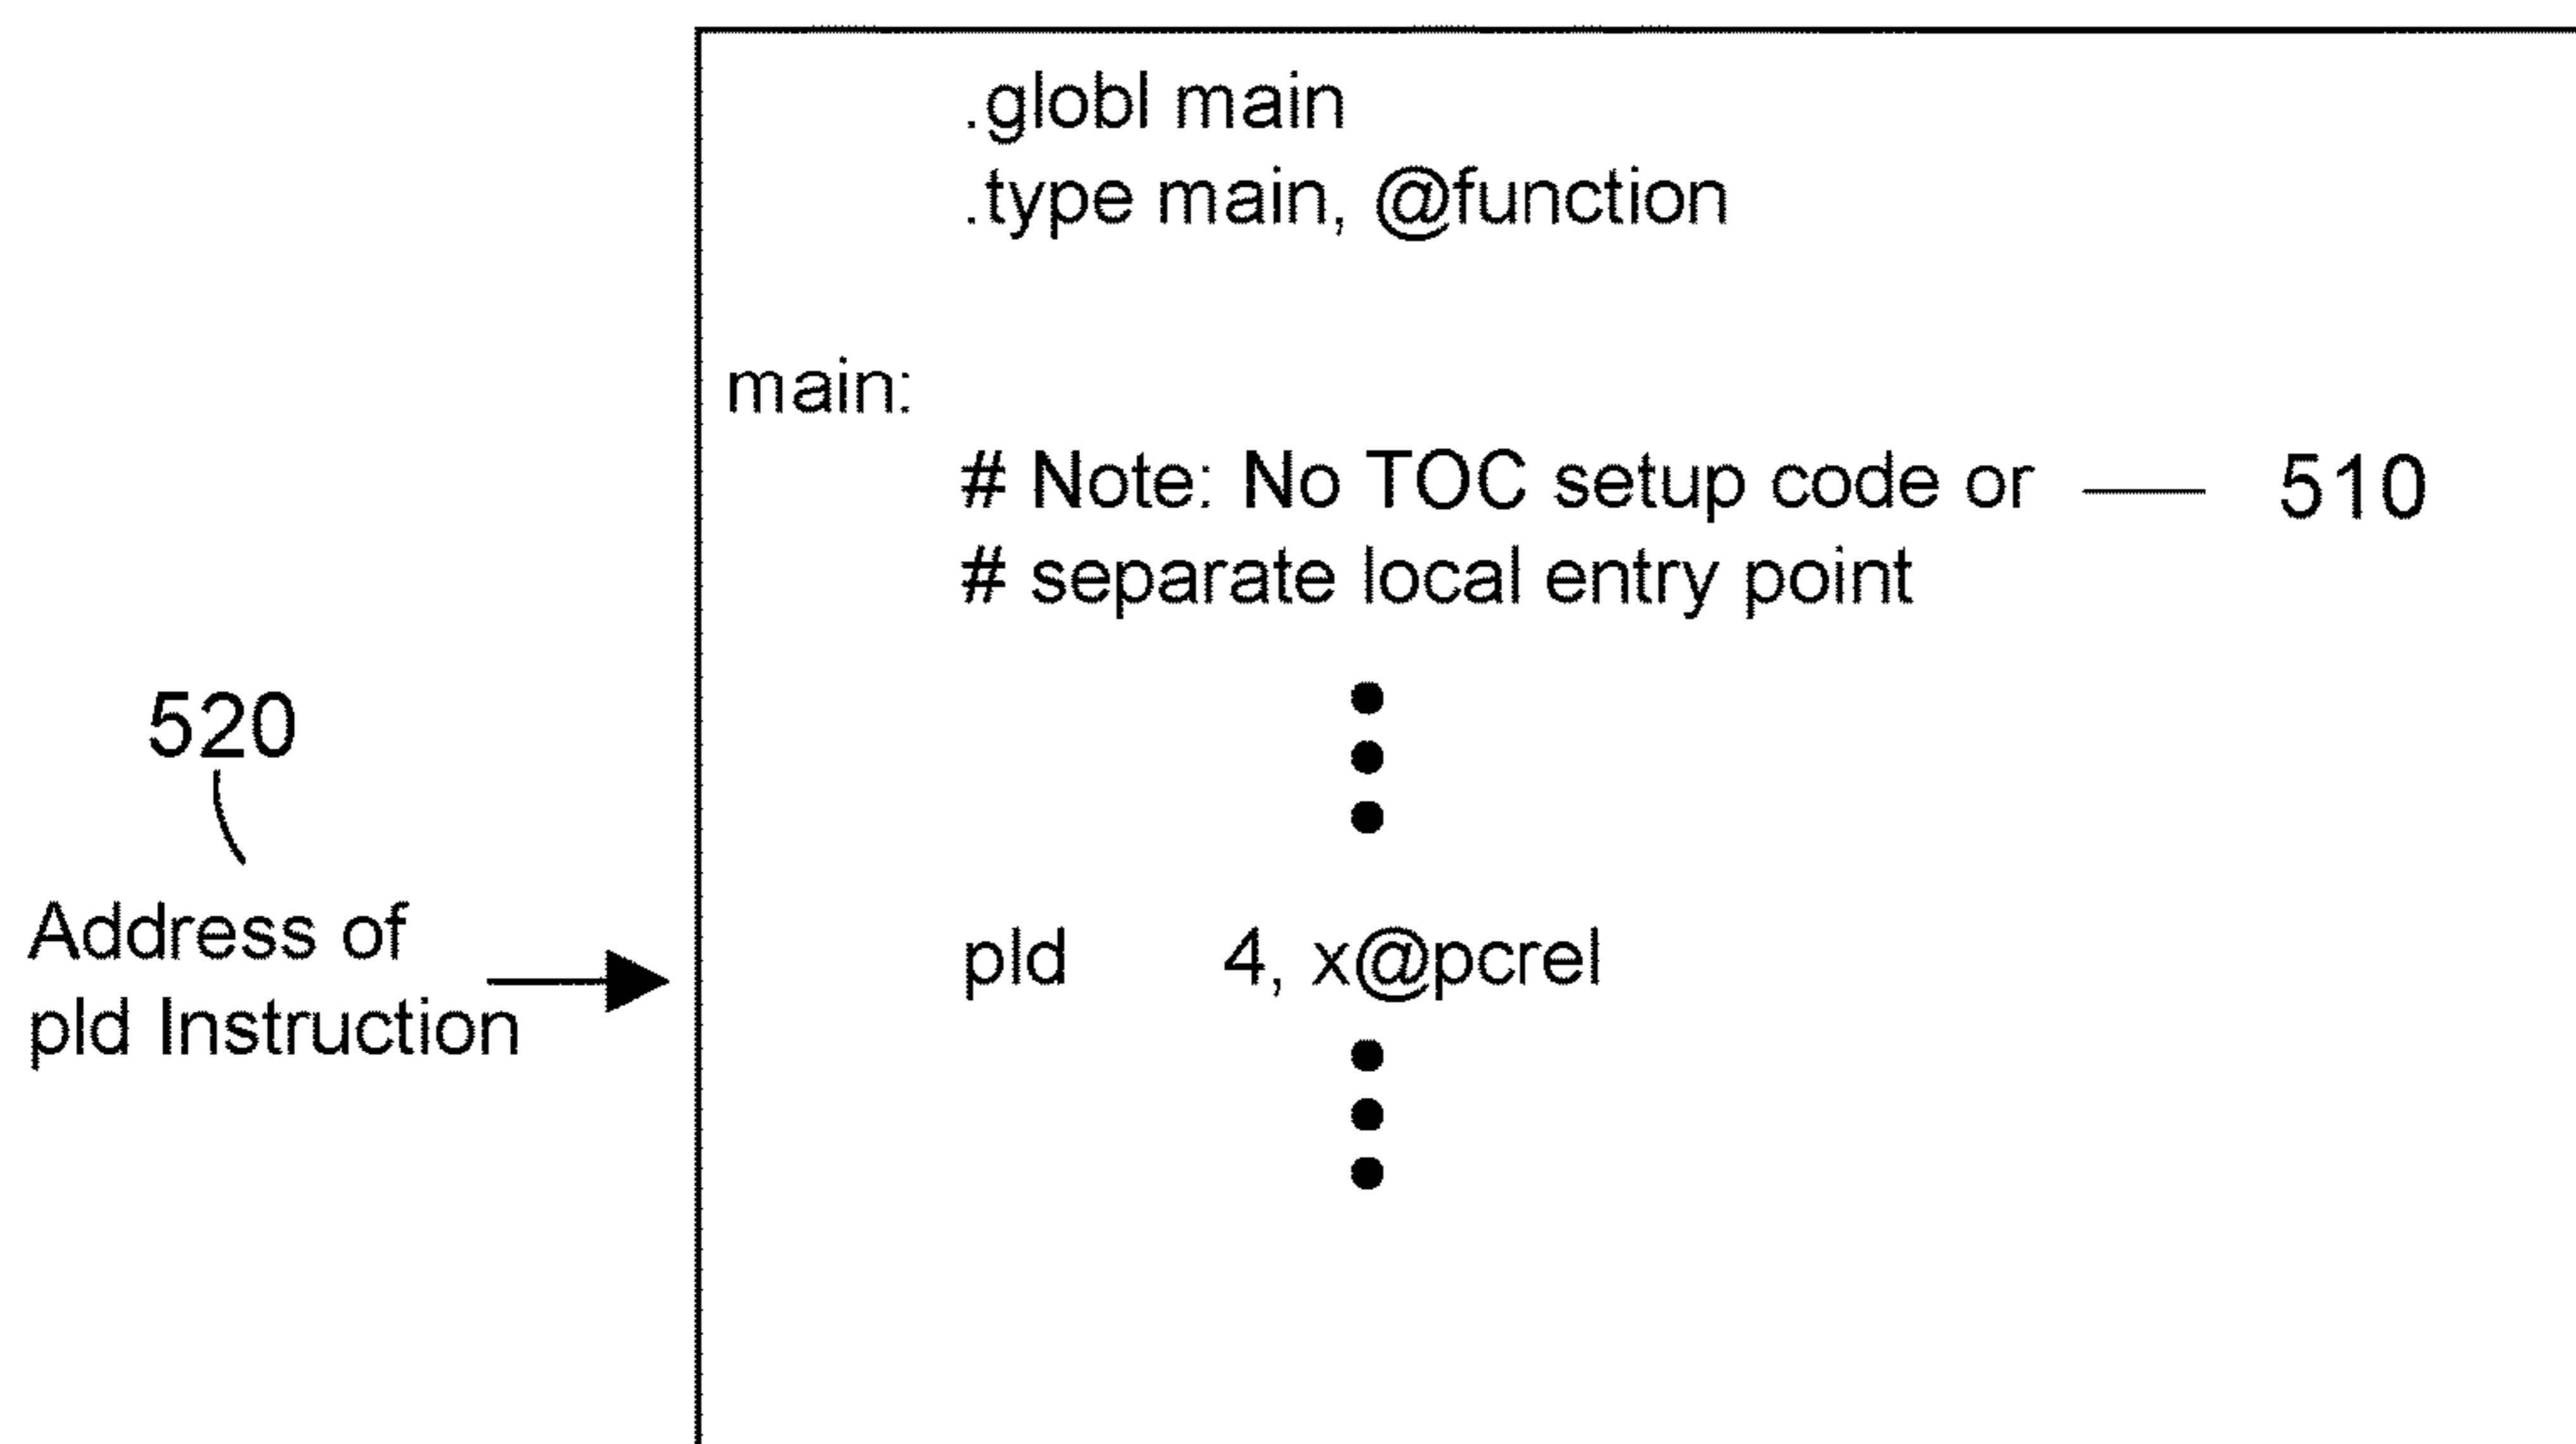 .globl main
.type main, @function
main:
# Note: No TOC setup code or — 510
# separate local entry point
520
Address of
pld Instruction
pld 4, x@pcrel